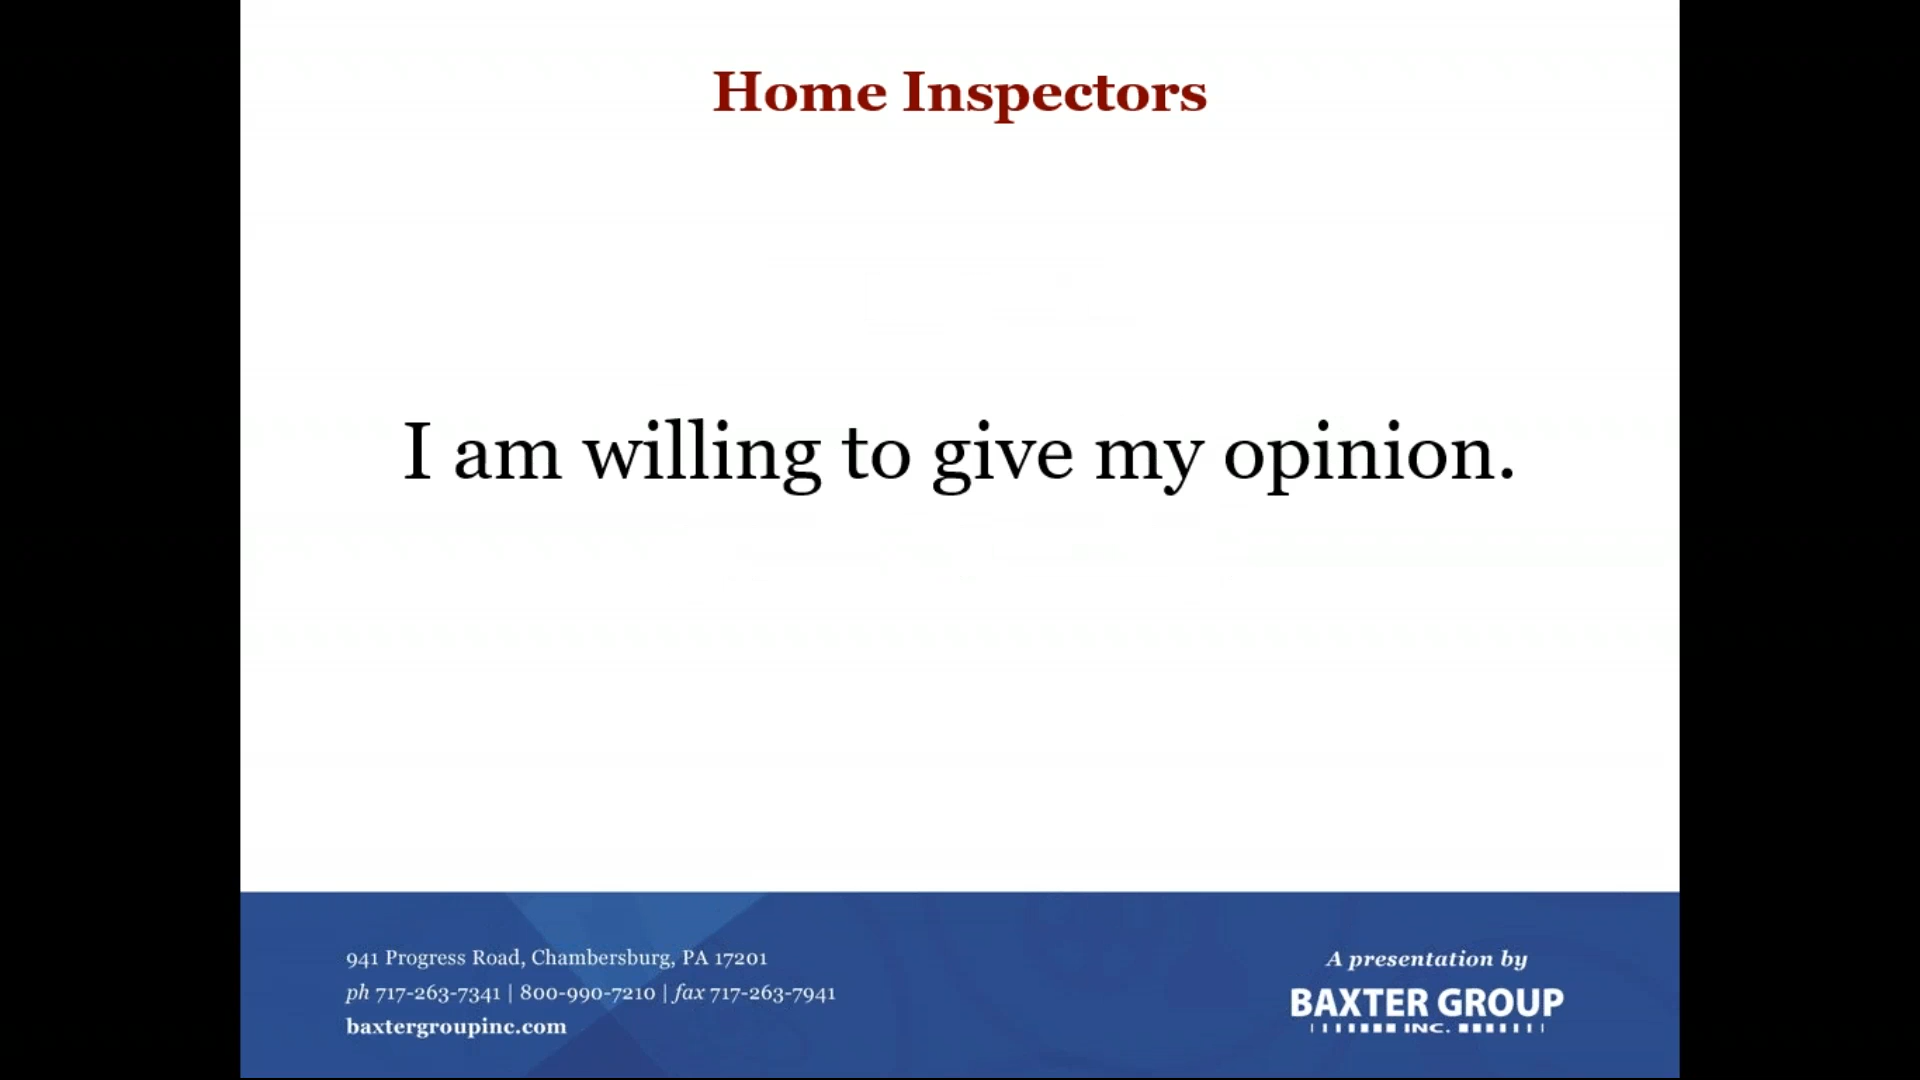 Home Inspectors
I am willing to give my opinion.
941 Progress Road, Chambersburg, PA 17201
ph 717-263-7341 | 800-990-7210 | fax 717-263-7941
baxtergroupinc.com
A presentation by
BAXTER GROUP
INC.